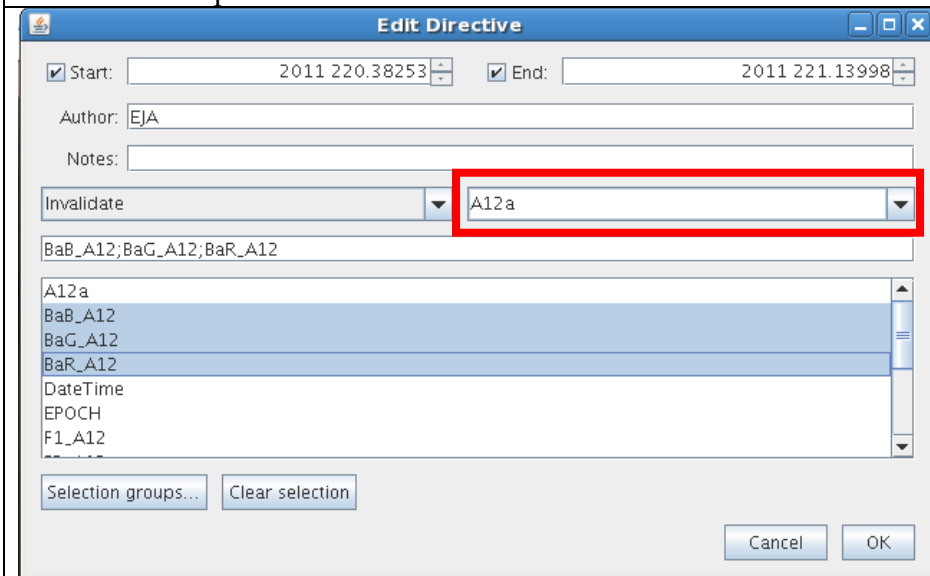 Edit Directive
Start: 2011 220.38253 End: 2011 221.13998
Author: EJA
Notes:
Invalidate A12a
BaB_A12;BaG_A12;BaR_A12
A12a
BaB_A12
BaG_A12
BaR_A12
DateTime
EPOCH
F1_A12
Selection groups... Clear selection
Cancel OK